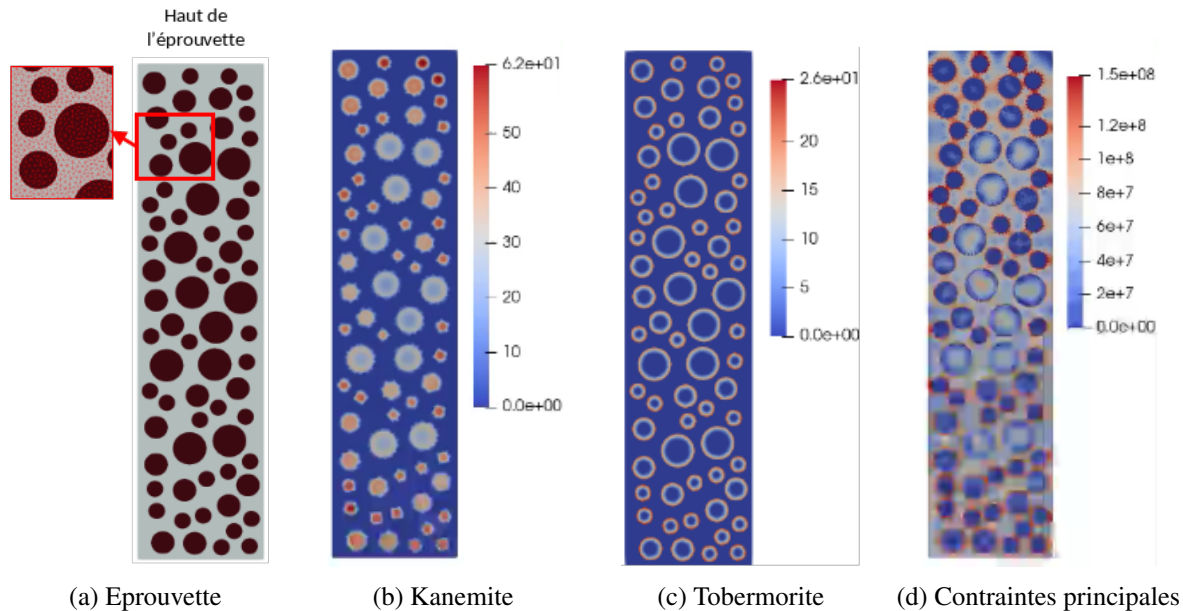 Haut de
l'éprouvette
6.2e+01
50
40
30
20
10
0.0e+00
2.6e+01
20
15
10
5
0.0e+00
1.5e+08
1.2e+8
1e+8
8e+7
6e+7
4e+7
2e+7
0.0e+00
(a) Eprouvette
(b) Kanemite
(c) Tobermorite
(d) Contraintes principales